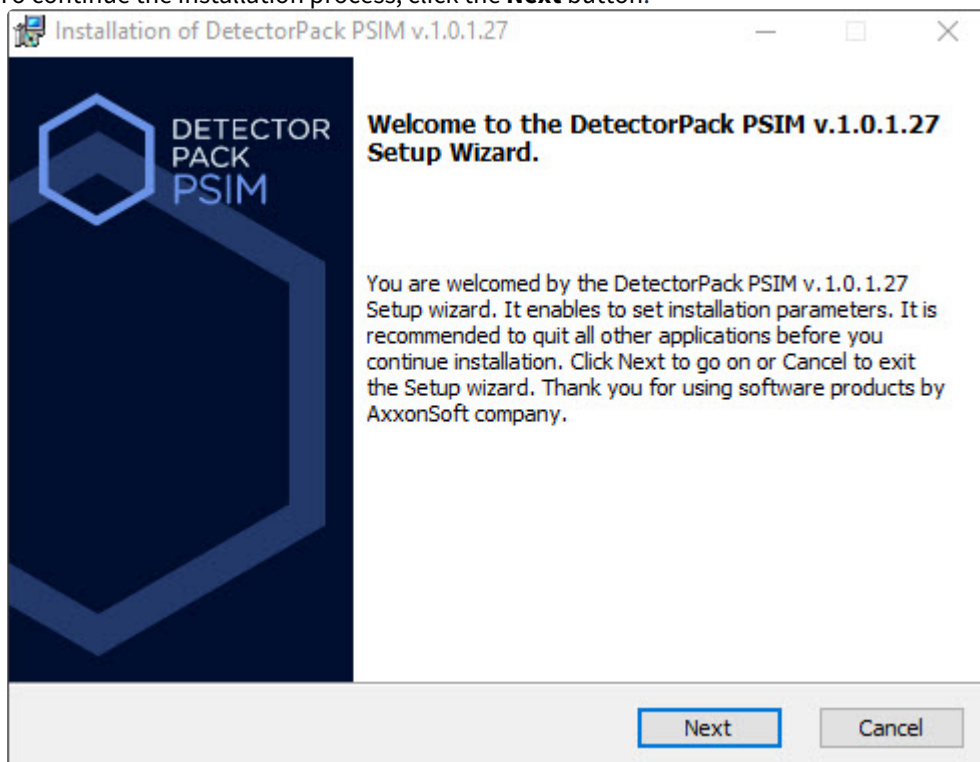 To continue the installation process, click the Next button.
Installation of DetectorPack PSIM v.1.0.1.27
DETECTOR
PACK
PSIM
Welcome to the DetectorPack PSIM v.1.0.1.27
Setup Wizard.
You are welcomed by the DetectorPack PSIM v.1.0.1.27
Setup wizard. It enables to set installation parameters. It is
recommended to quit all other applications before you
continue installation. Click Next to go on or Cancel to exit
the Setup wizard. Thank you for using software products by
AxxonSoft company.
Next
Cancel